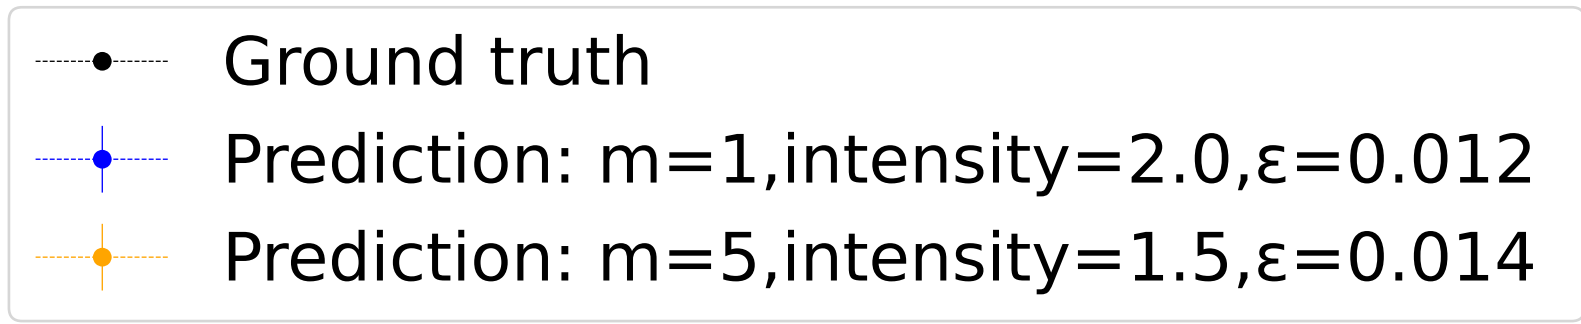 Ground truth
Prediction: m=1,intensity=2.0,ε=0.012
Prediction: m=5,intensity=1.5,ε=0.014